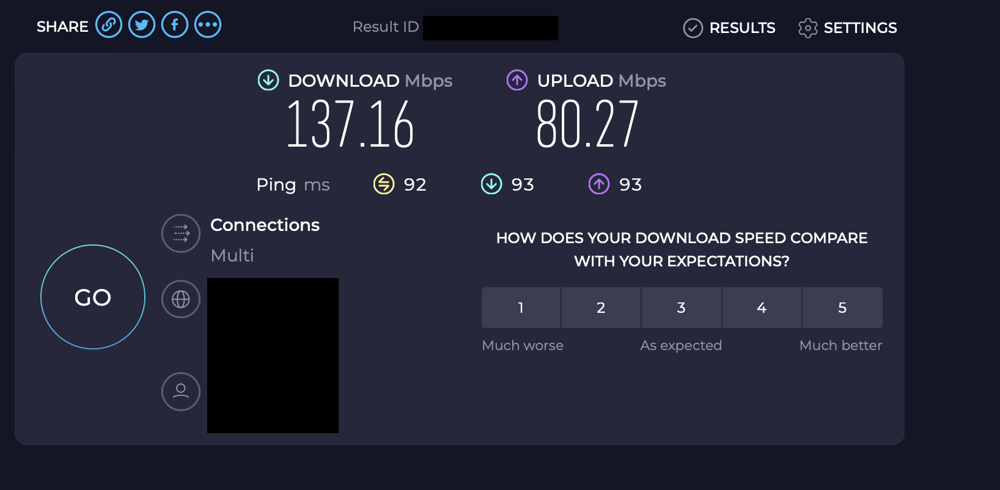 SHARE
Result ID
RESULTS
SETTINGS
DOWNLOAD Mbps
137.16
UPLOAD Mbps
80.27
Ping ms 92 93 93
Connections
Multi
GO
HOW DOES YOUR DOWNLOAD SPEED COMPARE
WITH YOUR EXPECTATIONS?
1 2 3 4 5
Much worse As expected Much better